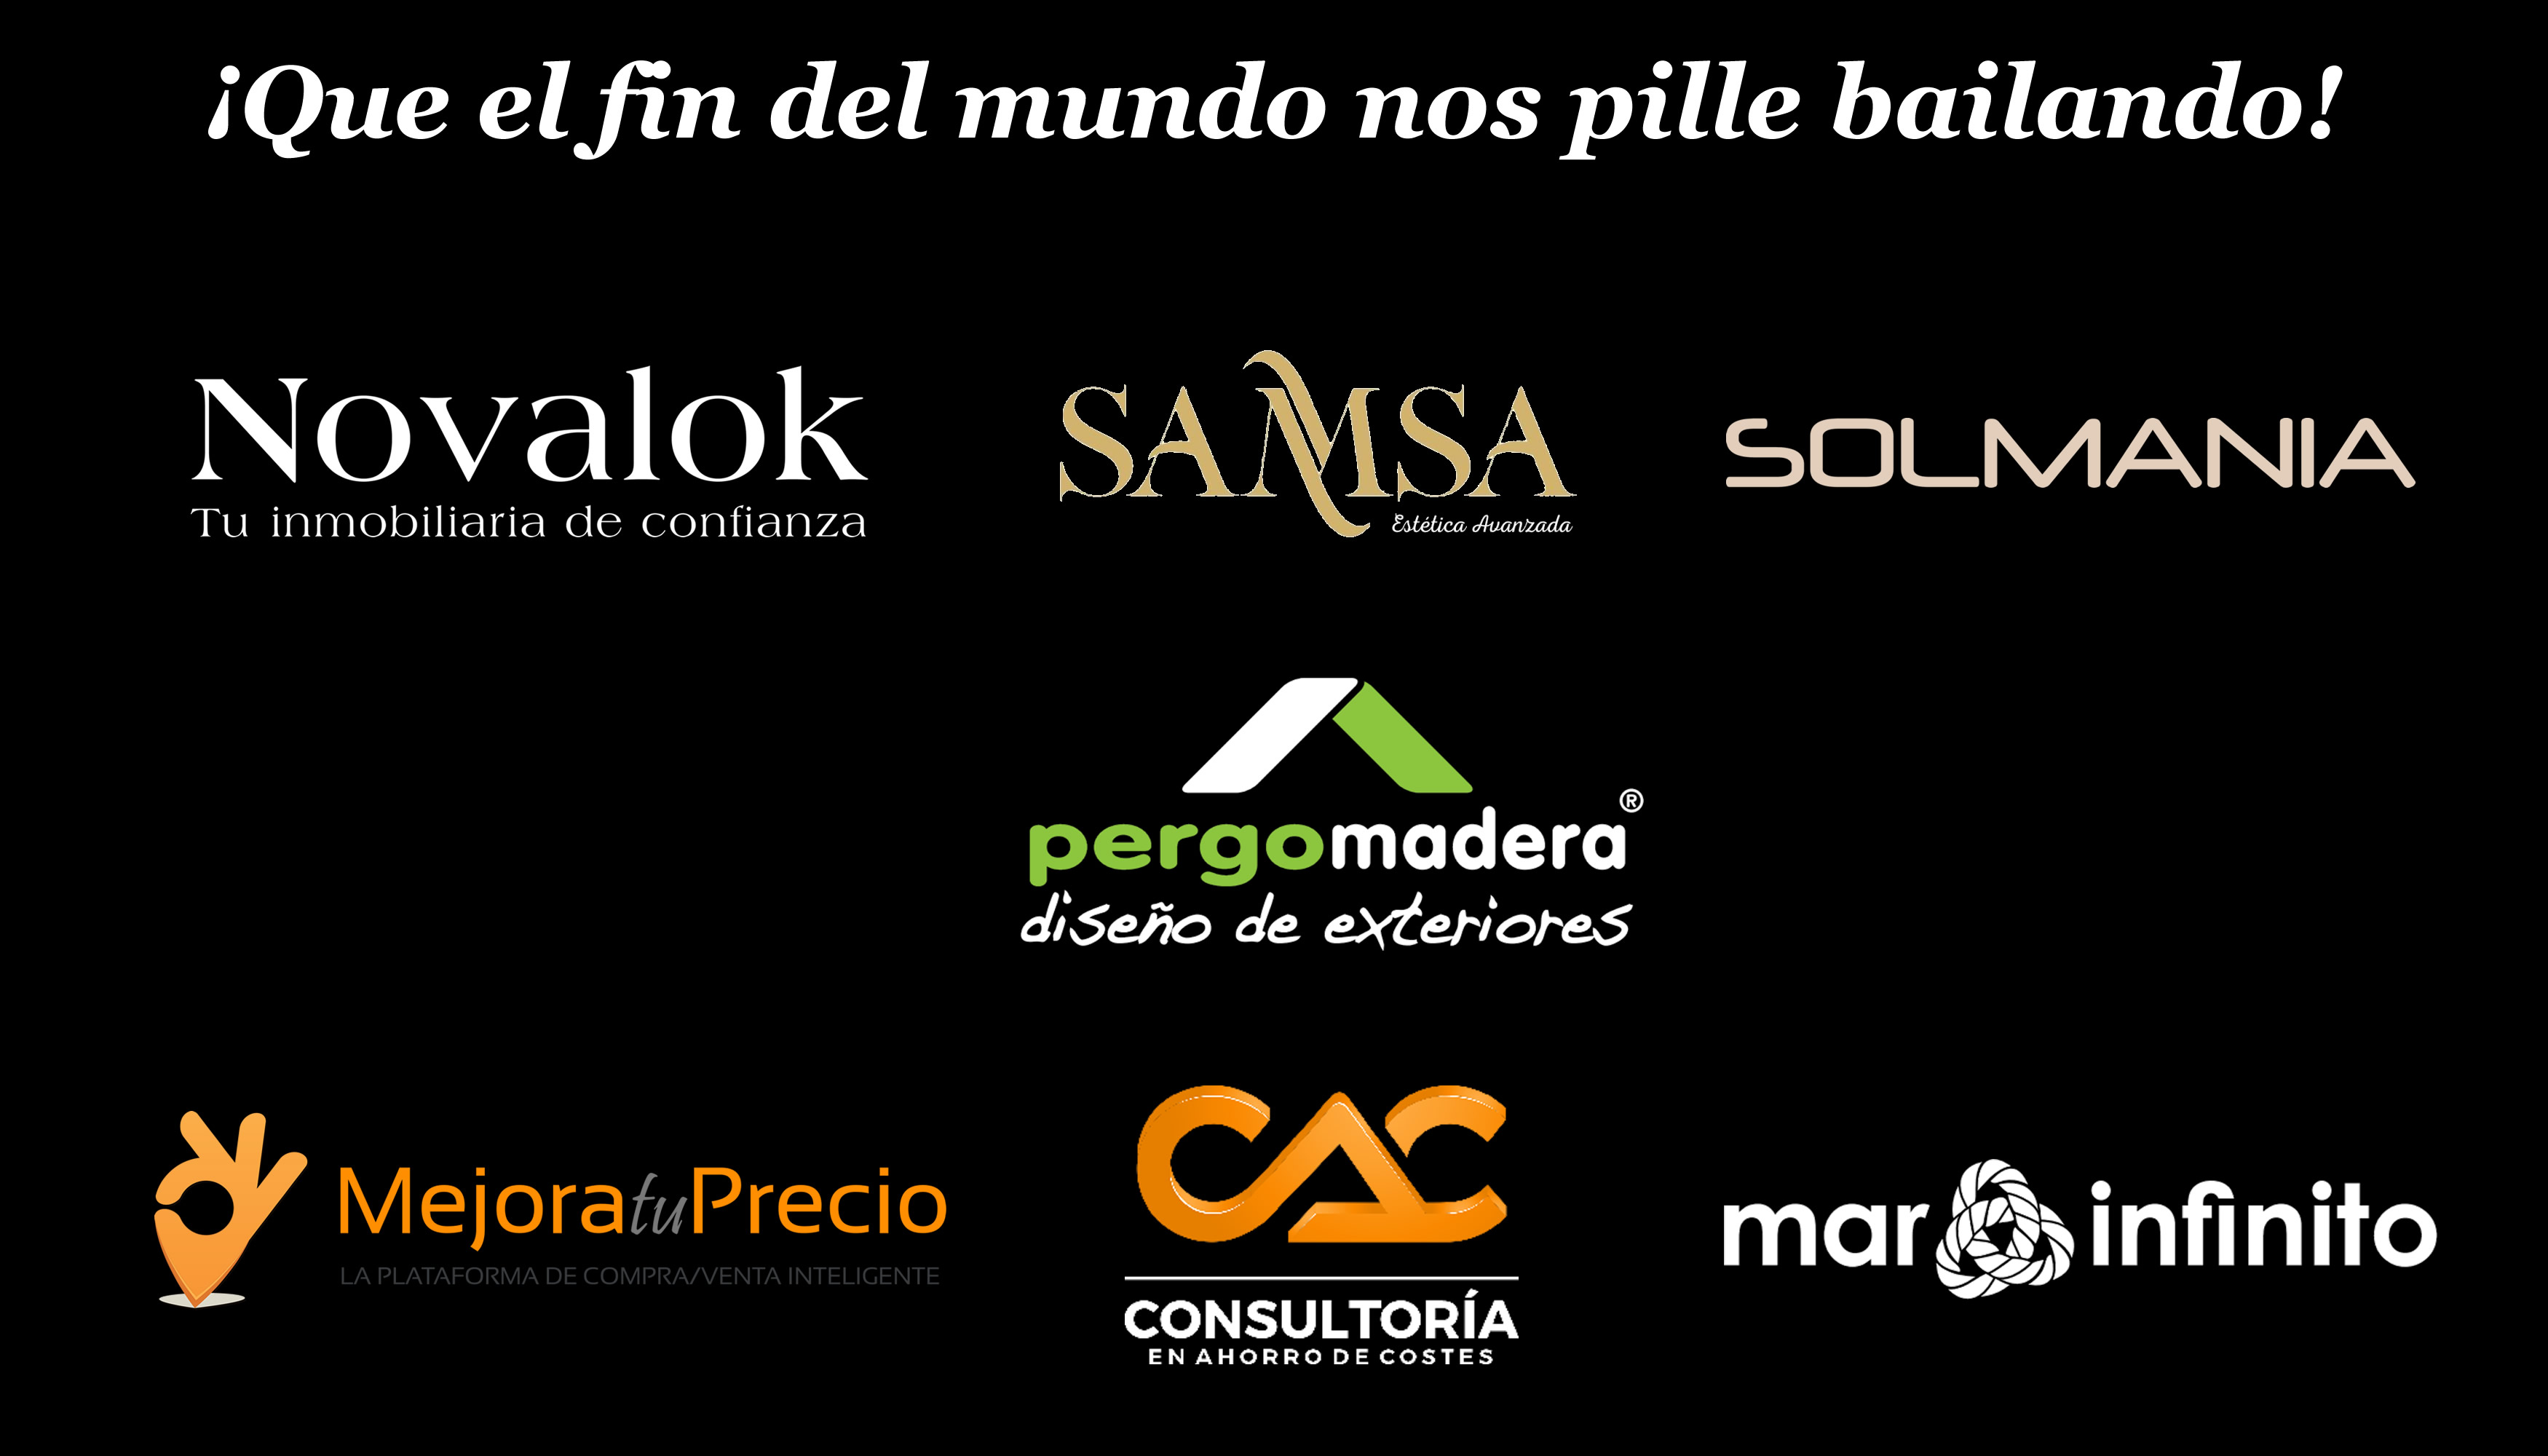 ¡Que el fin del mundo nos pille bailando!
Novalok
Tu inmobiliaria de confianza
SAMSA
Estética Avanzada
SOLMANIA
pergomadera®
diseño de exteriores
MejoratuPrecio
LA PLATAFORMA DE COMPRA/VENTA INTELIGENTE
CAC
CONSULTORÍA
EN AHORRO DE COSTES
mar infinito